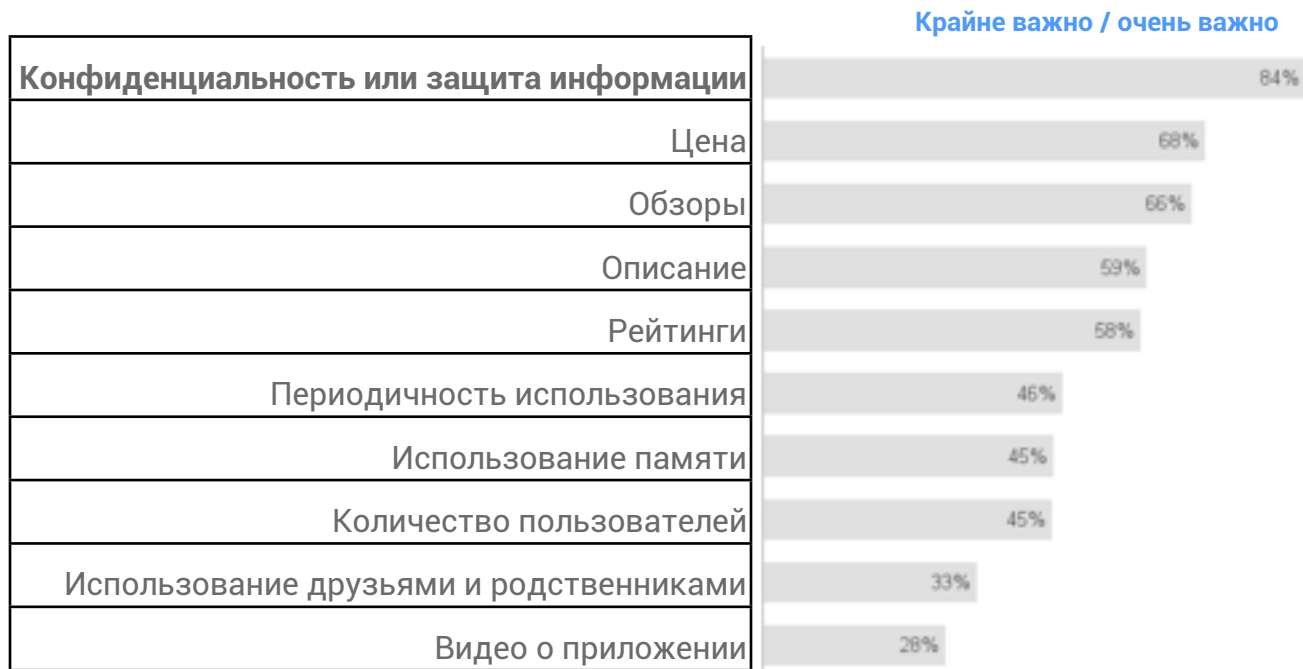 Крайне важно / очень важно
Конфиденциальность или защита информации 84%
Цена 68%
Обзоры 66%
Описание 59%
Рейтинги 58%
Периодичность использования 46%
Использование памяти 45%
Количество пользователей 45%
Использование друзьями и родственниками 33%
Видео о приложении 28%